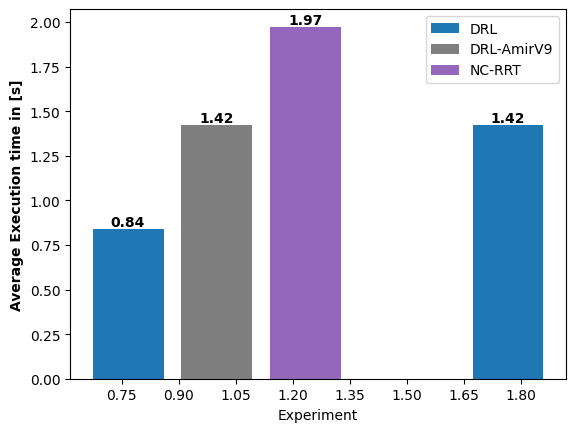 2.00
1.75
1.50
1.25
1.00
0.75
0.50
0.25
0.00
Average Execution time in [s]
0.84
1.42
1.97
1.42
DRL
DRL-AmirV9
NC-RRT
0.75 0.90 1.05 1.20 1.35 1.50 1.65 1.80
Experiment